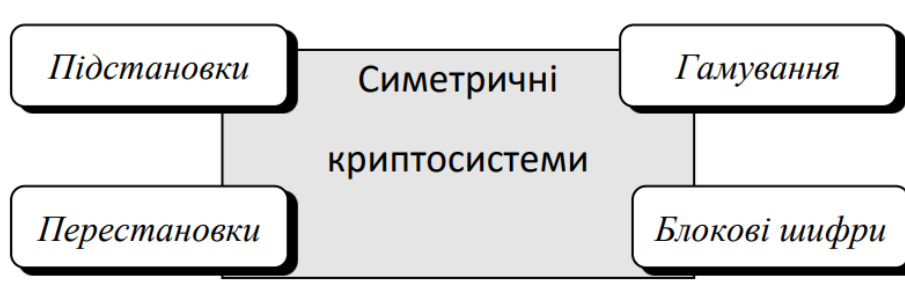 Підстановки
Симетричні
Гамування
криптосистеми
Перестановки
Блокові шифри